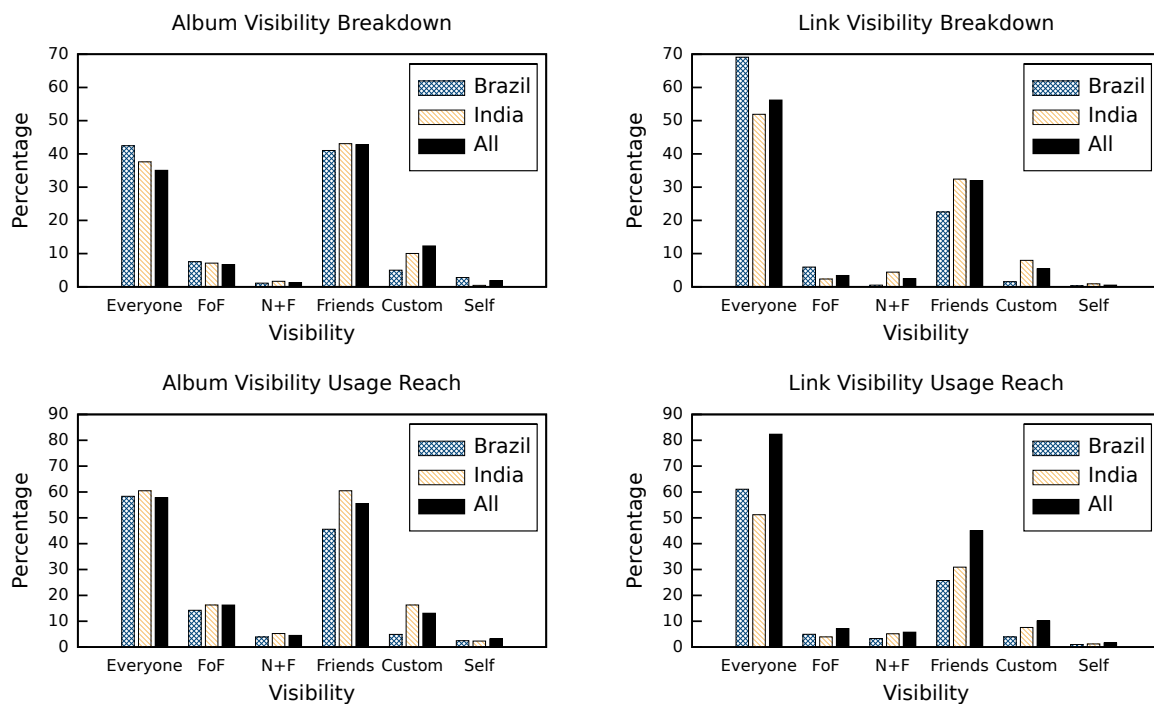 Album Visibility Breakdown
70
60
50
40
30
20
10
0
Percentage
Brazil
India
All
Everyone FoF N+F Friends Custom Self
Visibility
Link Visibility Breakdown
70
60
50
40
30
20
10
0
Percentage
Brazil
India
All
Everyone FoF N+F Friends Custom Self
Visibility
Album Visibility Usage Reach
90
80
70
60
50
40
30
20
10
0
Percentage
Brazil
India
All
Everyone FoF N+F Friends Custom Self
Visibility
Link Visibility Usage Reach
90
80
70
60
50
40
30
20
10
0
Percentage
Brazil
India
All
Everyone FoF N+F Friends Custom Self
Visibility